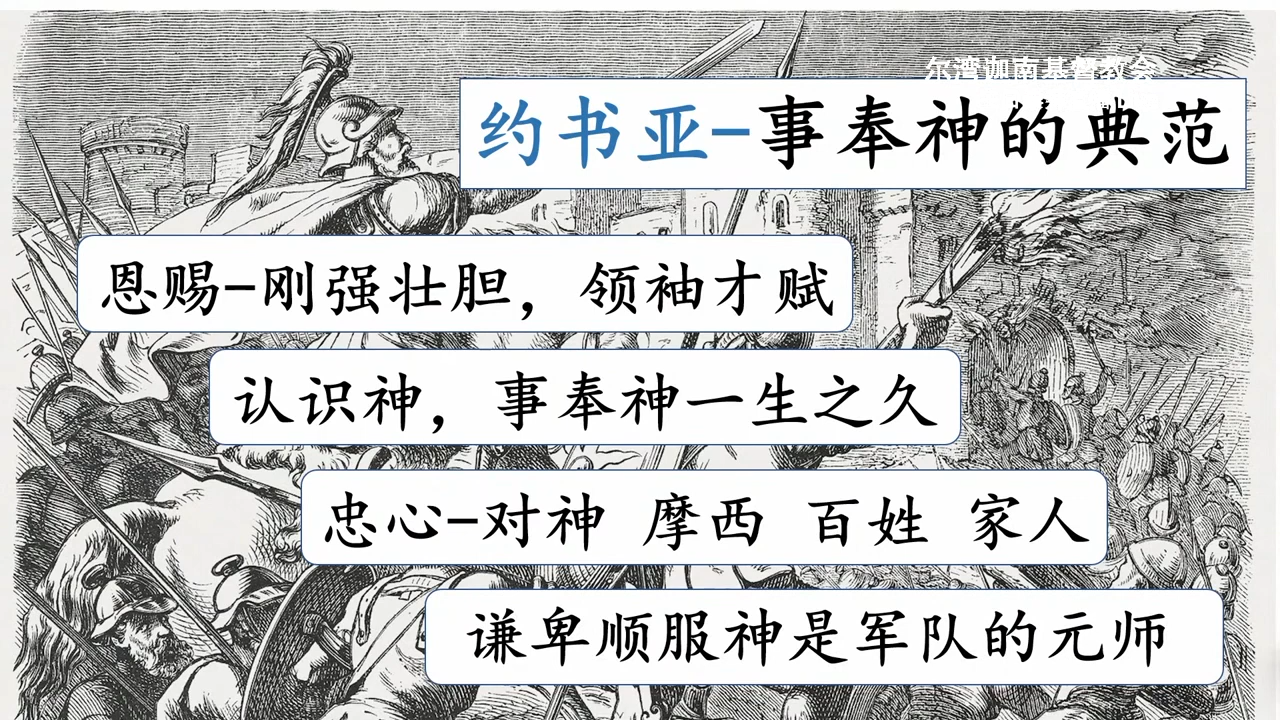 尔湾迦南基督教会
约书亚-事奉神的典范
恩赐-刚强壮胆，领袖才赋
认识神，事奉神一生之久
忠心-对神 摩西 百姓 家人
谦卑顺服神是军队的元帅